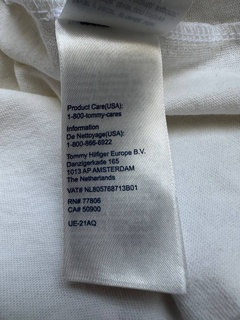 Product Care(USA):
1-800-tommy-cares
Information
De Nettoyage(USA):
1-800-866-6922
Tommy Hilfiger Europe B.V.
Danzigerkade 165
1013 AP AMSTERDAM
The Netherlands
VAT# NL805768713B01
RN# 77806
CA# 50900
UE-21AQ